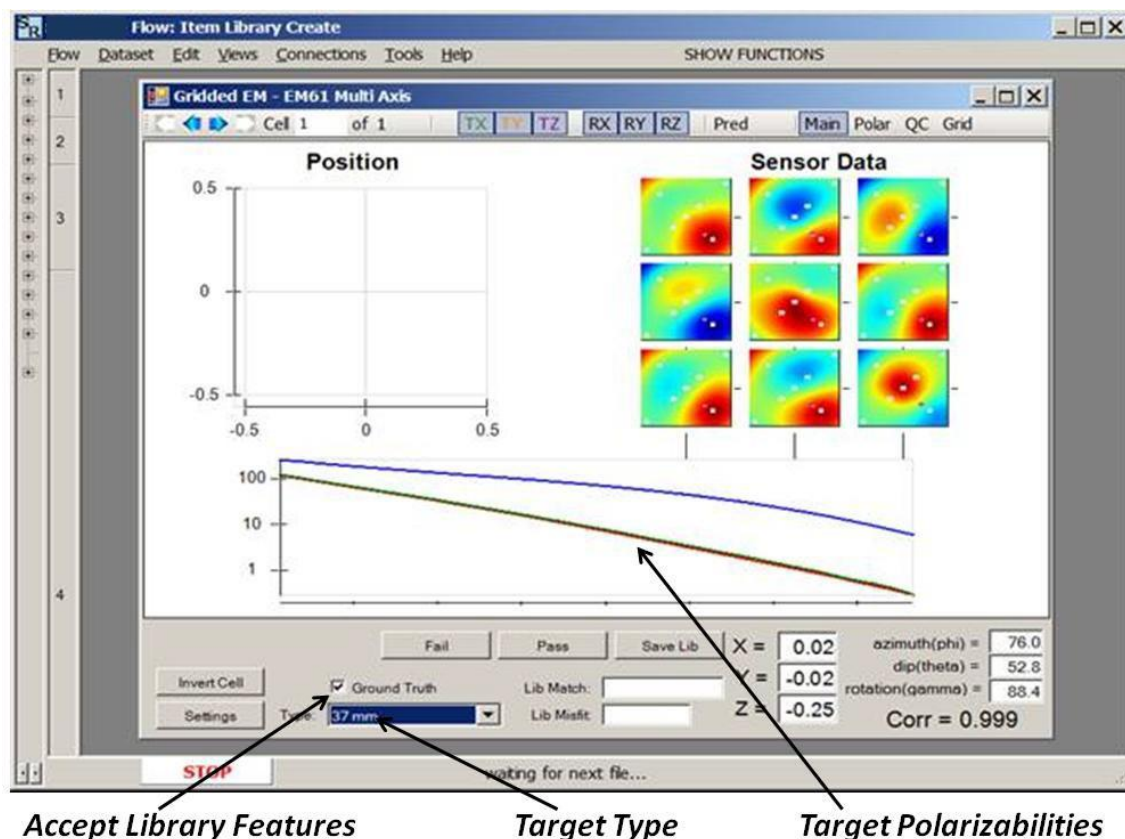 SR Flow: Item Library Create
Flow Dataset Edit Views Connections Tools Help SHOW FUNCTIONS
1
2
3
4
Gridded EM - EM61 Multi Axis
Cell 1 of 1 TX TY TZ RX RY RZ Pred Main Polar QC Grid
Position
0.5
0
-0.5
-0.5 0 0.5
Sensor Data
100
10
1
Fail Pass Save Lib
Invert Cell
Settings
Ground Truth
Type: 37 mm
Lib Match:
Lib Misfit:
X = 0.02
Y = -0.02
Z = -0.25
azimuth(phi) = 76.0
dip(theta) = 52.8
rotation(gamma) = 88.4
Corr = 0.999
STOP waiting for next file...
Accept Library Features Target Type Target Polarizabilities